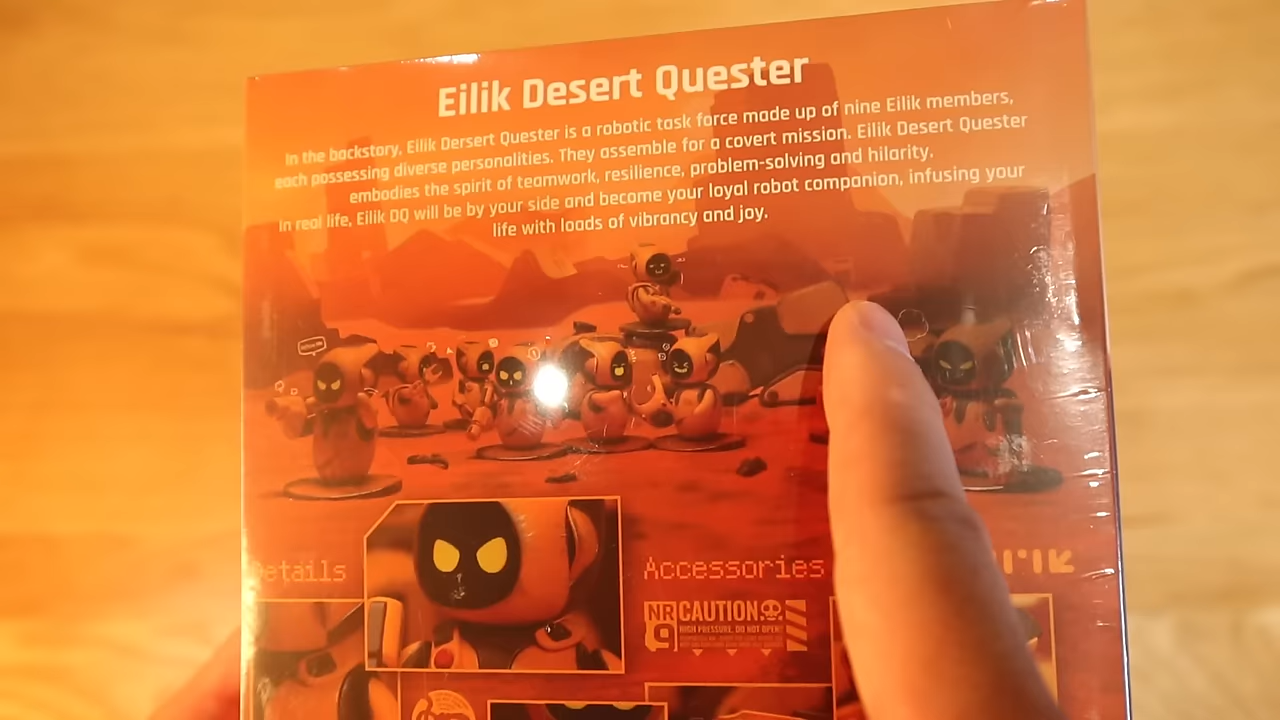 Eilik Desert Quester
In the backstory, Eilik Dersert Quester is a robotic task force made up of nine Eilik members,
each possessing diverse personalities. They assemble for a covert mission. Eilik Desert Quester
embodies the spirit of teamwork, resilience, problem-solving and hilarity.
In real life, Eilik DQ will be by your side and become your loyal robot companion, infusing your
life with loads of vibrancy and joy.
Details
Accessories
NR
9
CAUTION
HIGH PRESSURE, DO NOT OPEN!